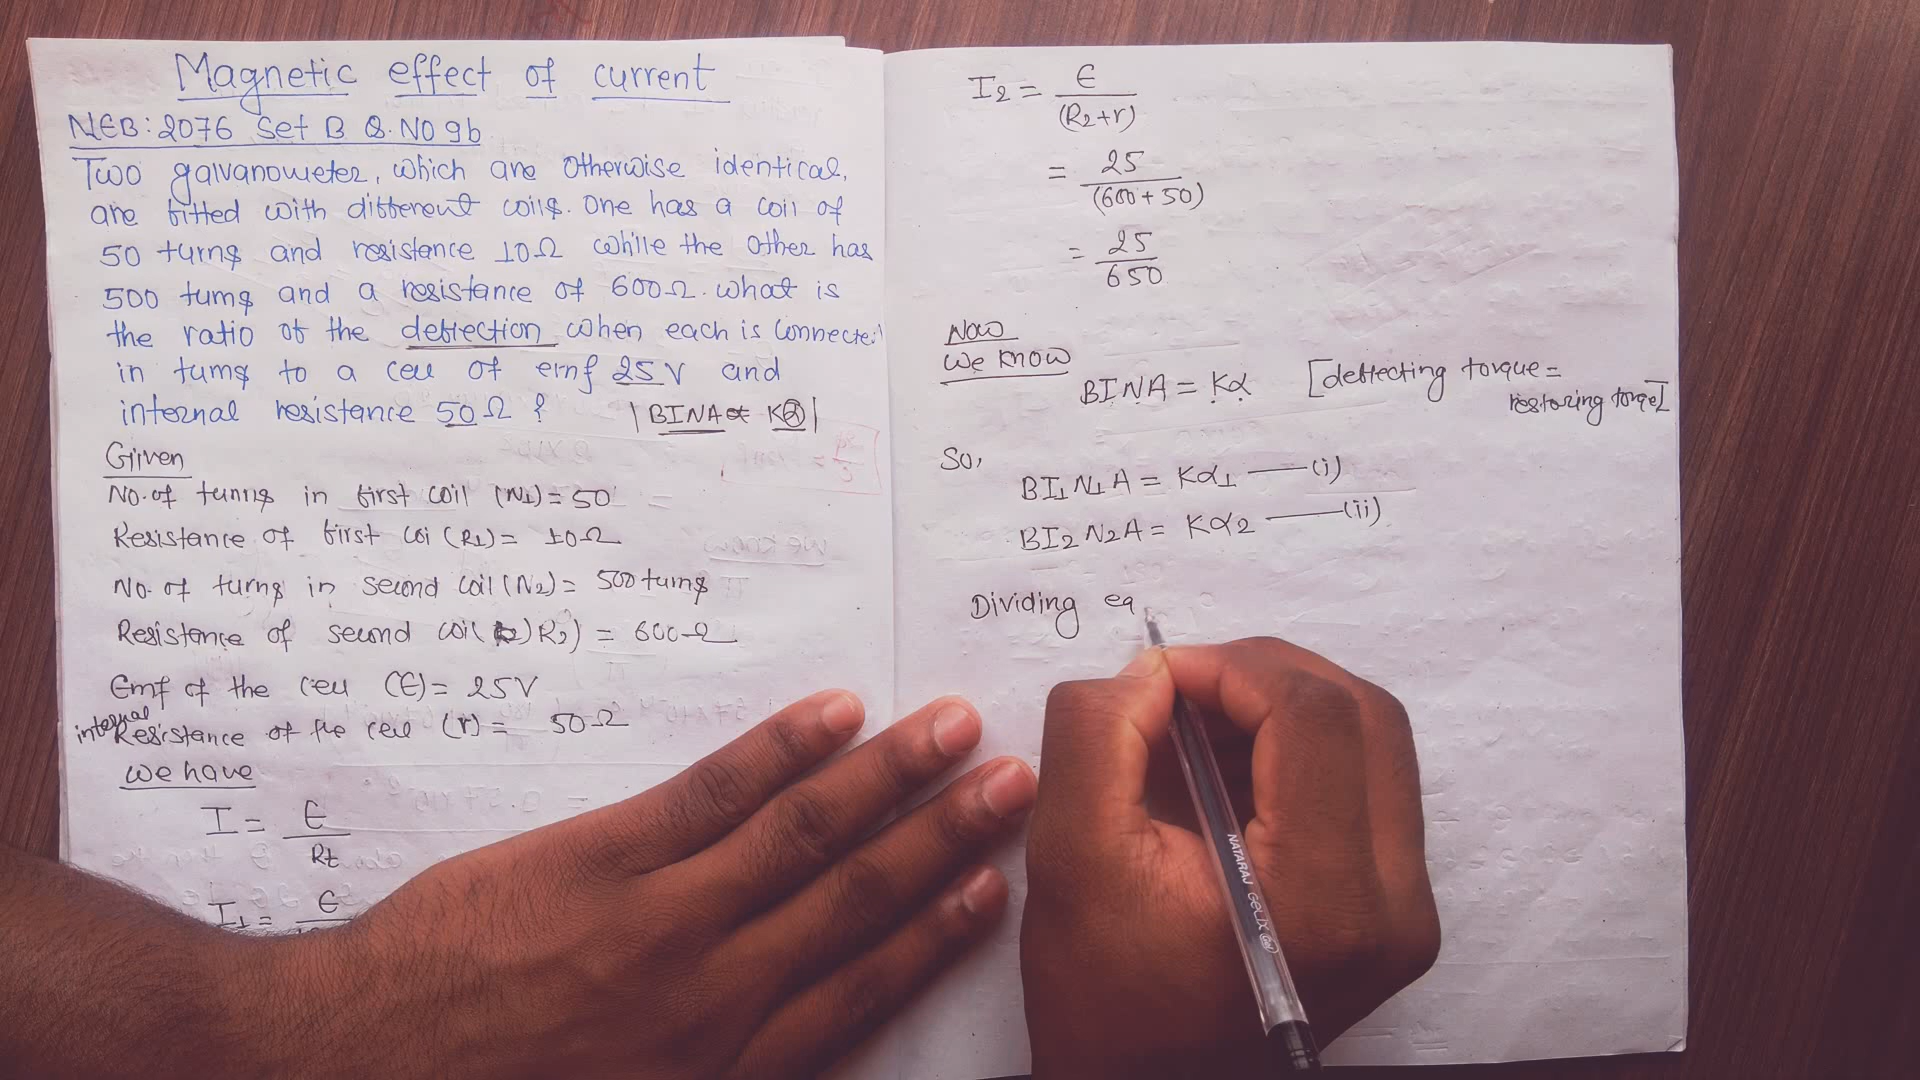 Magnetic effect of current
NEB: 2076 Set B Q.NO 9b
Two galvanometer, which are otherwise identical,
are fitted with different coils. One has a coil of
50 turns and resistance 10Ω while the other has
500 turns and a resistance of 600Ω. what is
the ratio of the deflection when each is connected
in turns to a cell of emf 25 V and
internal resistance 50Ω ?
Given
No. of turns in first coil (N₁) = 50
Resistance of first coi (R₁) = 10Ω
No. of turns in second coil (N₂) = 500 turns
Resistance of second coil R₂) = 600Ω
Emf of the cell (E) = 25V
internal
Resistance of the cell (r) = 50Ω
we have
I = E
Rt
I₁ = E
I₂ = E
(R₂+r)
= 25
(600+50)
= 25
650
Now
We know
BINA = Kα [deflecting torque =
restoring torque]
So,
BI₁N₁A = Kα₁ —(i)
BI₂N₂A = Kα₂ —(ii)
Dividing eq
NATARAJ GELIX Gel